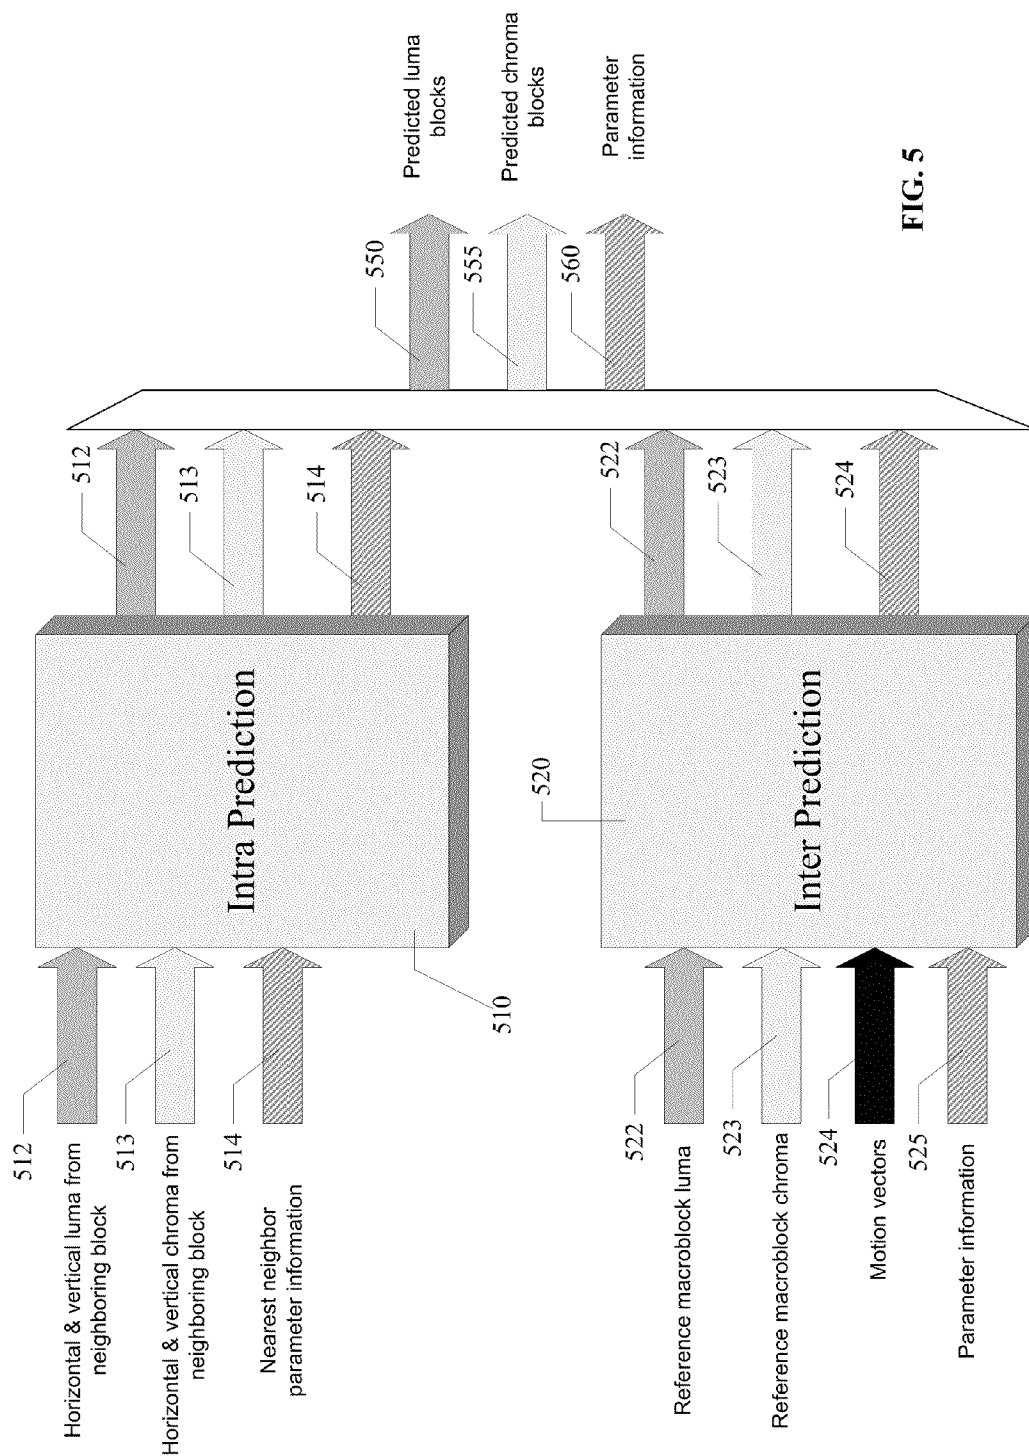 Horizontal & vertical luma from
neighboring block
512
Horizontal & vertical chroma from
neighboring block
513
Nearest neighbor
parameter information
514
Intra Prediction
510
512
513
514
Reference macroblock luma
522
Reference macroblock chroma
523
Motion vectors
524
Parameter information
525
Inter Prediction
520
522
523
524
550
Predicted luma
blocks
555
Predicted chroma
blocks
560
Parameter
information
FIG. 5